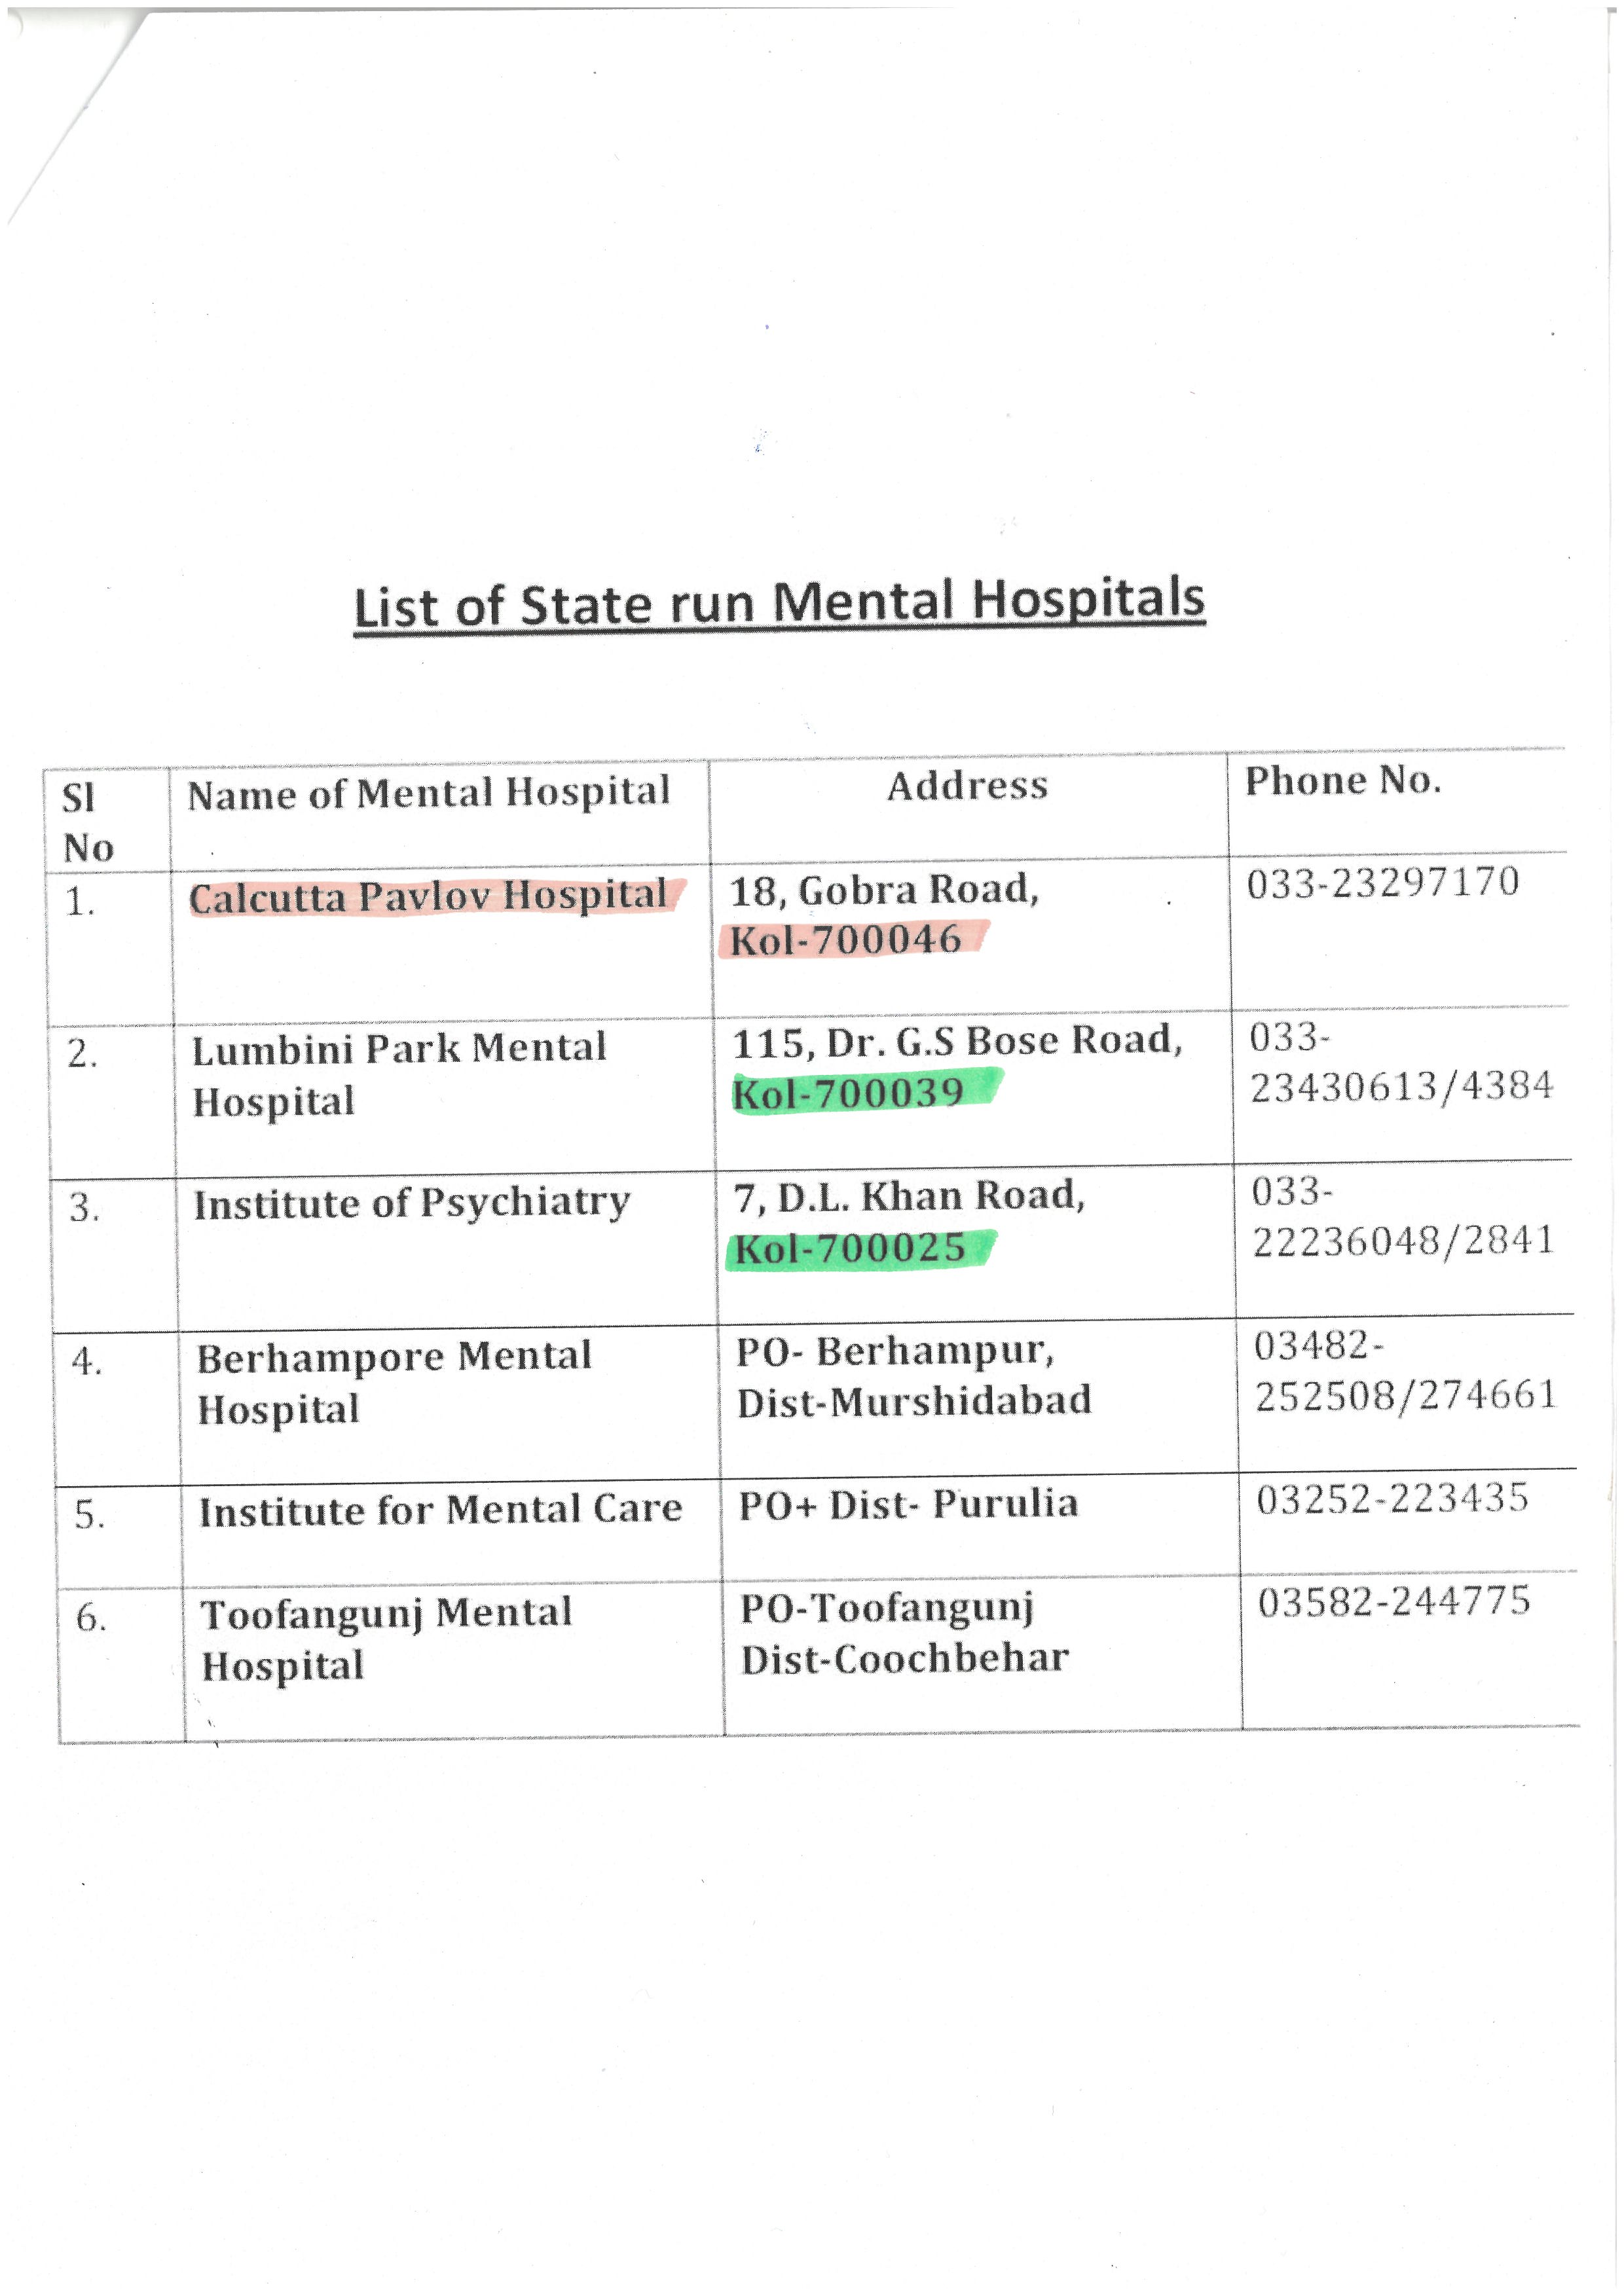 List of State run Mental Hospitals
Sl
No
Name of Mental Hospital
Address
Phone No.
1.
Calcutta Pavlov Hospital
18, Gobra Road,
Kol-700046
033-23297170
2.
Lumbini Park Mental
Hospital
115, Dr. G.S Bose Road,
Kol-700039
033-
23430613/4384
3.
Institute of Psychiatry
7, D.L. Khan Road,
Kol-700025
033-
22236048/2841
4.
Berhampore Mental
Hospital
PO- Berhampur,
Dist-Murshidabad
03482-
252508/274661
5.
Institute for Mental Care
PO+ Dist- Purulia
03252-223435
6.
Toofangunj Mental
Hospital
PO-Toofangunj
Dist-Coochbehar
03582-244775